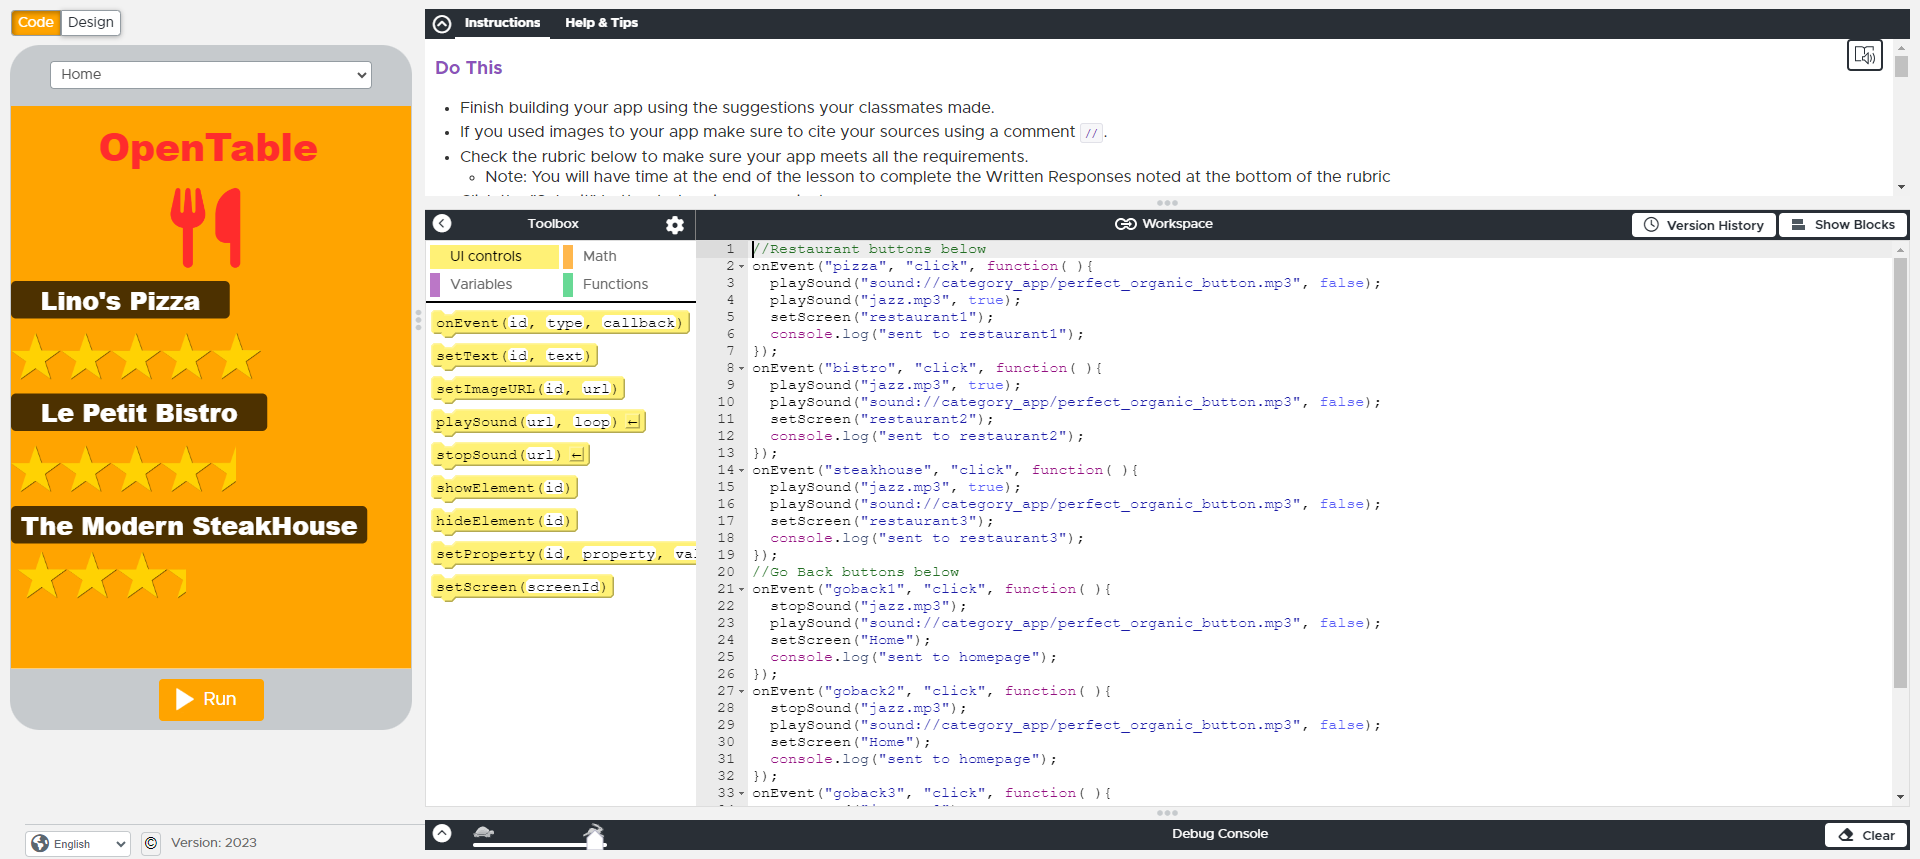 Code Design
Home
OpenTable
Lino's Pizza
Le Petit Bistro
The Modern SteakHouse
Run
English
© Version: 2023
Instructions Help & Tips
Do This
Finish building your app using the suggestions your classmates made.
If you used images to your app make sure to cite your sources using a comment //.
Check the rubric below to make sure your app meets all the requirements.
Note: You will have time at the end of the lesson to complete the Written Responses noted at the bottom of the rubric
Toolbox
UI controls Math
Variables Functions
onEvent(id, type, callback)
setText(id, text)
setImageURL(id, url)
playSound(url, loop)
stopSound(url)
showElement(id)
hideElement(id)
setProperty(id, property, val
setScreen(screenId)
Workspace Version History Show Blocks
1 //Restaurant buttons below
2 onEvent("pizza", "click", function( ){
3 playSound("sound://category_app/perfect_organic_button.mp3", false);
4 playSound("jazz.mp3", true);
5 setScreen("restaurant1");
6 console.log("sent to restaurant1");
7 });
8 onEvent("bistro", "click", function( ){
9 playSound("jazz.mp3", true);
10 playSound("sound://category_app/perfect_organic_button.mp3", false);
11 setScreen("restaurant2");
12 console.log("sent to restaurant2");
13 });
14 onEvent("steakhouse", "click", function( ){
15 playSound("jazz.mp3", true);
16 playSound("sound://category_app/perfect_organic_button.mp3", false);
17 setScreen("restaurant3");
18 console.log("sent to restaurant3");
19 });
20 //Go Back buttons below
21 onEvent("goback1", "click", function( ){
22 stopSound("jazz.mp3");
23 playSound("sound://category_app/perfect_organic_button.mp3", false);
24 setScreen("Home");
25 console.log("sent to homepage");
26 });
27 onEvent("goback2", "click", function( ){
28 stopSound("jazz.mp3");
29 playSound("sound://category_app/perfect_organic_button.mp3", false);
30 setScreen("Home");
31 console.log("sent to homepage");
32 });
33 onEvent("goback3", "click", function( ){
Debug Console Clear